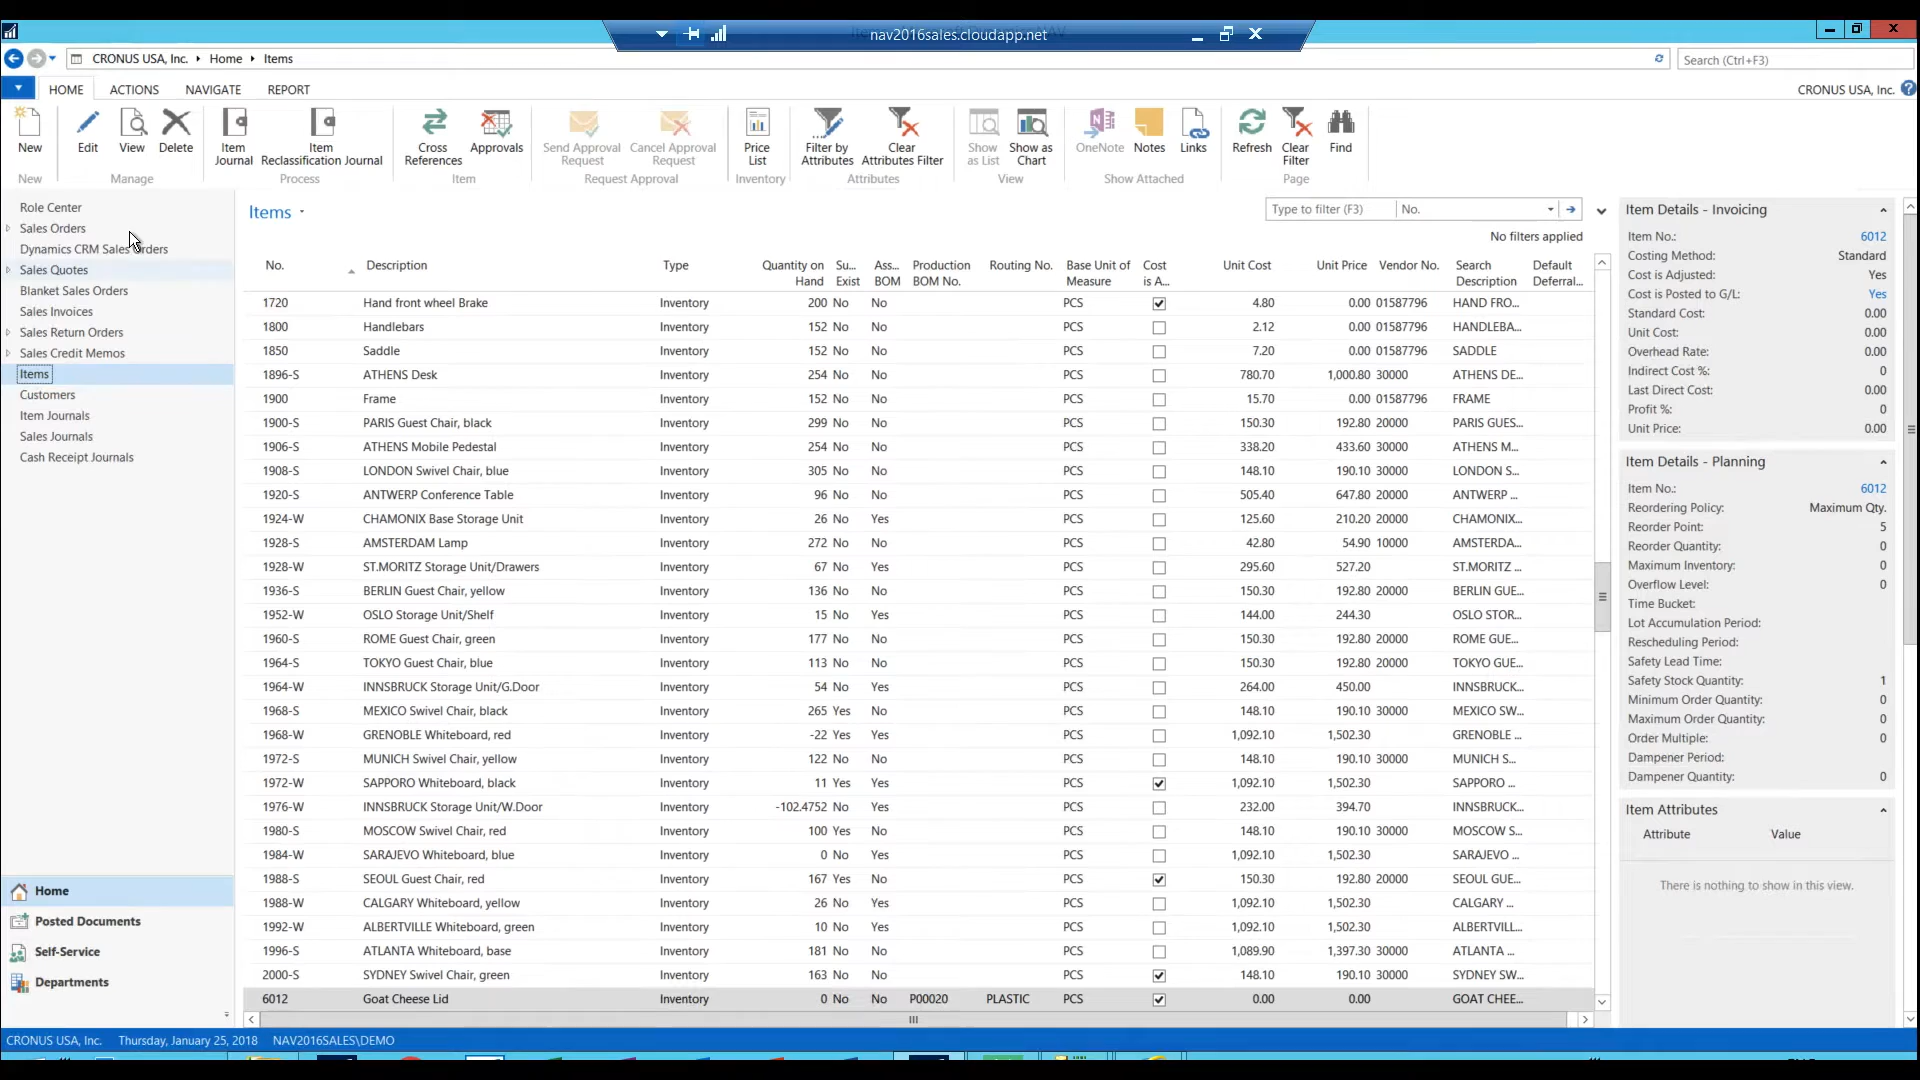 nav2016sales.cloudapp.net
CRONUS USA, Inc. Home Items
Search (Ctrl+F3)
HOME ACTIONS NAVIGATE REPORT
CRONUS USA, Inc.
New
Edit
View
Delete
Item Journal
Item Reclassification Journal
Cross References
Approvals
Send Approval Request
Cancel Approval Request
Price List
Filter by Attributes
Clear Attributes Filter
Show as List
Show as Chart
OneNote
Notes
Links
Refresh
Clear Filter
Find
New
Manage
Process
Item
Request Approval
Inventory
Attributes
View
Show Attached
Page
Role Center
Sales Orders
Dynamics CRM Sales Orders
Sales Quotes
Blanket Sales Orders
Sales Invoices
Sales Return Orders
Sales Credit Memos
Items
Customers
Item Journals
Sales Journals
Cash Receipt Journals
Home
Posted Documents
Self-Service
Departments
Items
Type to filter (F3) No.
No filters applied
No. Description Type Quantity on Hand Su... Exist Ass... BOM Production BOM No. Routing No. Base Unit of Measure Cost is A... Unit Cost Unit Price Vendor No. Search Description Default Deferral...
1720 Hand front wheel Brake Inventory 200 No No PCS 4.80 0.00 01587796 HAND FRO...
1800 Handlebars Inventory 152 No No PCS 2.12 0.00 01587796 HANDLEBA...
1850 Saddle Inventory 152 No No PCS 7.20 0.00 01587796 SADDLE
1896-S ATHENS Desk Inventory 254 No No PCS 780.70 1,000.80 30000 ATHENS DE...
1900 Frame Inventory 152 No No PCS 15.70 0.00 01587796 FRAME
1900-S PARIS Guest Chair, black Inventory 299 No No PCS 150.30 192.80 20000 PARIS GUES...
1906-S ATHENS Mobile Pedestal Inventory 254 No No PCS 338.20 433.60 30000 ATHENS M...
1908-S LONDON Swivel Chair, blue Inventory 305 No No PCS 148.10 190.10 30000 LONDON S...
1920-S ANTWERP Conference Table Inventory 96 No No PCS 505.40 647.80 20000 ANTWERP ...
1924-W CHAMONIX Base Storage Unit Inventory 26 No Yes PCS 125.60 210.20 20000 CHAMONIX...
1928-S AMSTERDAM Lamp Inventory 272 No No PCS 42.80 54.90 10000 AMSTERDA...
1928-W ST.MORITZ Storage Unit/Drawers Inventory 67 No Yes PCS 295.60 527.20 ST.MORITZ ...
1936-S BERLIN Guest Chair, yellow Inventory 136 No No PCS 150.30 192.80 20000 BERLIN GUE...
1952-W OSLO Storage Unit/Shelf Inventory 15 No Yes PCS 144.00 244.30 OSLO STOR...
1960-S ROME Guest Chair, green Inventory 177 No No PCS 150.30 192.80 20000 ROME GUE...
1964-S TOKYO Guest Chair, blue Inventory 113 No No PCS 150.30 192.80 20000 TOKYO GUE...
1964-W INNSBRUCK Storage Unit/G.Door Inventory 54 No Yes PCS 264.00 450.00 INNSBRUCK...
1968-S MEXICO Swivel Chair, black Inventory 265 Yes No PCS 148.10 190.10 30000 MEXICO SW...
1968-W GRENOBLE Whiteboard, red Inventory -22 Yes Yes PCS 1,092.10 1,502.30 GRENOBLE ...
1972-S MUNICH Swivel Chair, yellow Inventory 122 No No PCS 148.10 190.10 30000 MUNICH S...
1972-W SAPPORO Whiteboard, black Inventory 11 Yes Yes PCS 1,092.10 1,502.30 SAPPORO ...
1976-W INNSBRUCK Storage Unit/W.Door Inventory -102.4752 No Yes PCS 232.00 394.70 INNSBRUCK...
1980-S MOSCOW Swivel Chair, red Inventory 100 Yes No PCS 148.10 190.10 30000 MOSCOW S...
1984-W SARAJEVO Whiteboard, blue Inventory 0 No Yes PCS 1,092.10 1,502.30 SARAJEVO ...
1988-S SEOUL Guest Chair, red Inventory 167 Yes No PCS 150.30 192.80 20000 SEOUL GUE...
1988-W CALGARY Whiteboard, yellow Inventory 26 No Yes PCS 1,092.10 1,502.30 CALGARY ...
1992-W ALBERTVILLE Whiteboard, green Inventory 10 No Yes PCS 1,092.10 1,502.30 ALBERTVILL...
1996-S ATLANTA Whiteboard, base Inventory 181 No No PCS 1,089.90 1,397.30 30000 ATLANTA ...
2000-S SYDNEY Swivel Chair, green Inventory 163 No No PCS 148.10 190.10 30000 SYDNEY SW...
6012 Goat Cheese Lid Inventory 0 No No P00020 PLASTIC PCS 0.00 0.00 GOAT CHEE...
Item Details - Invoicing
Item No.: 6012
Costing Method: Standard
Cost is Adjusted: Yes
Cost is Posted to G/L: Yes
Standard Cost: 0.00
Unit Cost: 0.00
Overhead Rate: 0.00
Indirect Cost %: 0
Last Direct Cost: 0.00
Profit %: 0
Unit Price: 0.00
Item Details - Planning
Item No.: 6012
Reordering Policy: Maximum Qty.
Reorder Point: 5
Reorder Quantity: 0
Maximum Inventory: 0
Overflow Level: 0
Time Bucket:
Lot Accumulation Period:
Rescheduling Period:
Safety Lead Time:
Safety Stock Quantity: 1
Minimum Order Quantity: 0
Maximum Order Quantity: 0
Order Multiple: 0
Dampener Period:
Dampener Quantity: 0
Item Attributes
Attribute Value
There is nothing to show in this view.
CRONUS USA, Inc. Thursday, January 25, 2018 NAV2016SALES\DEMO